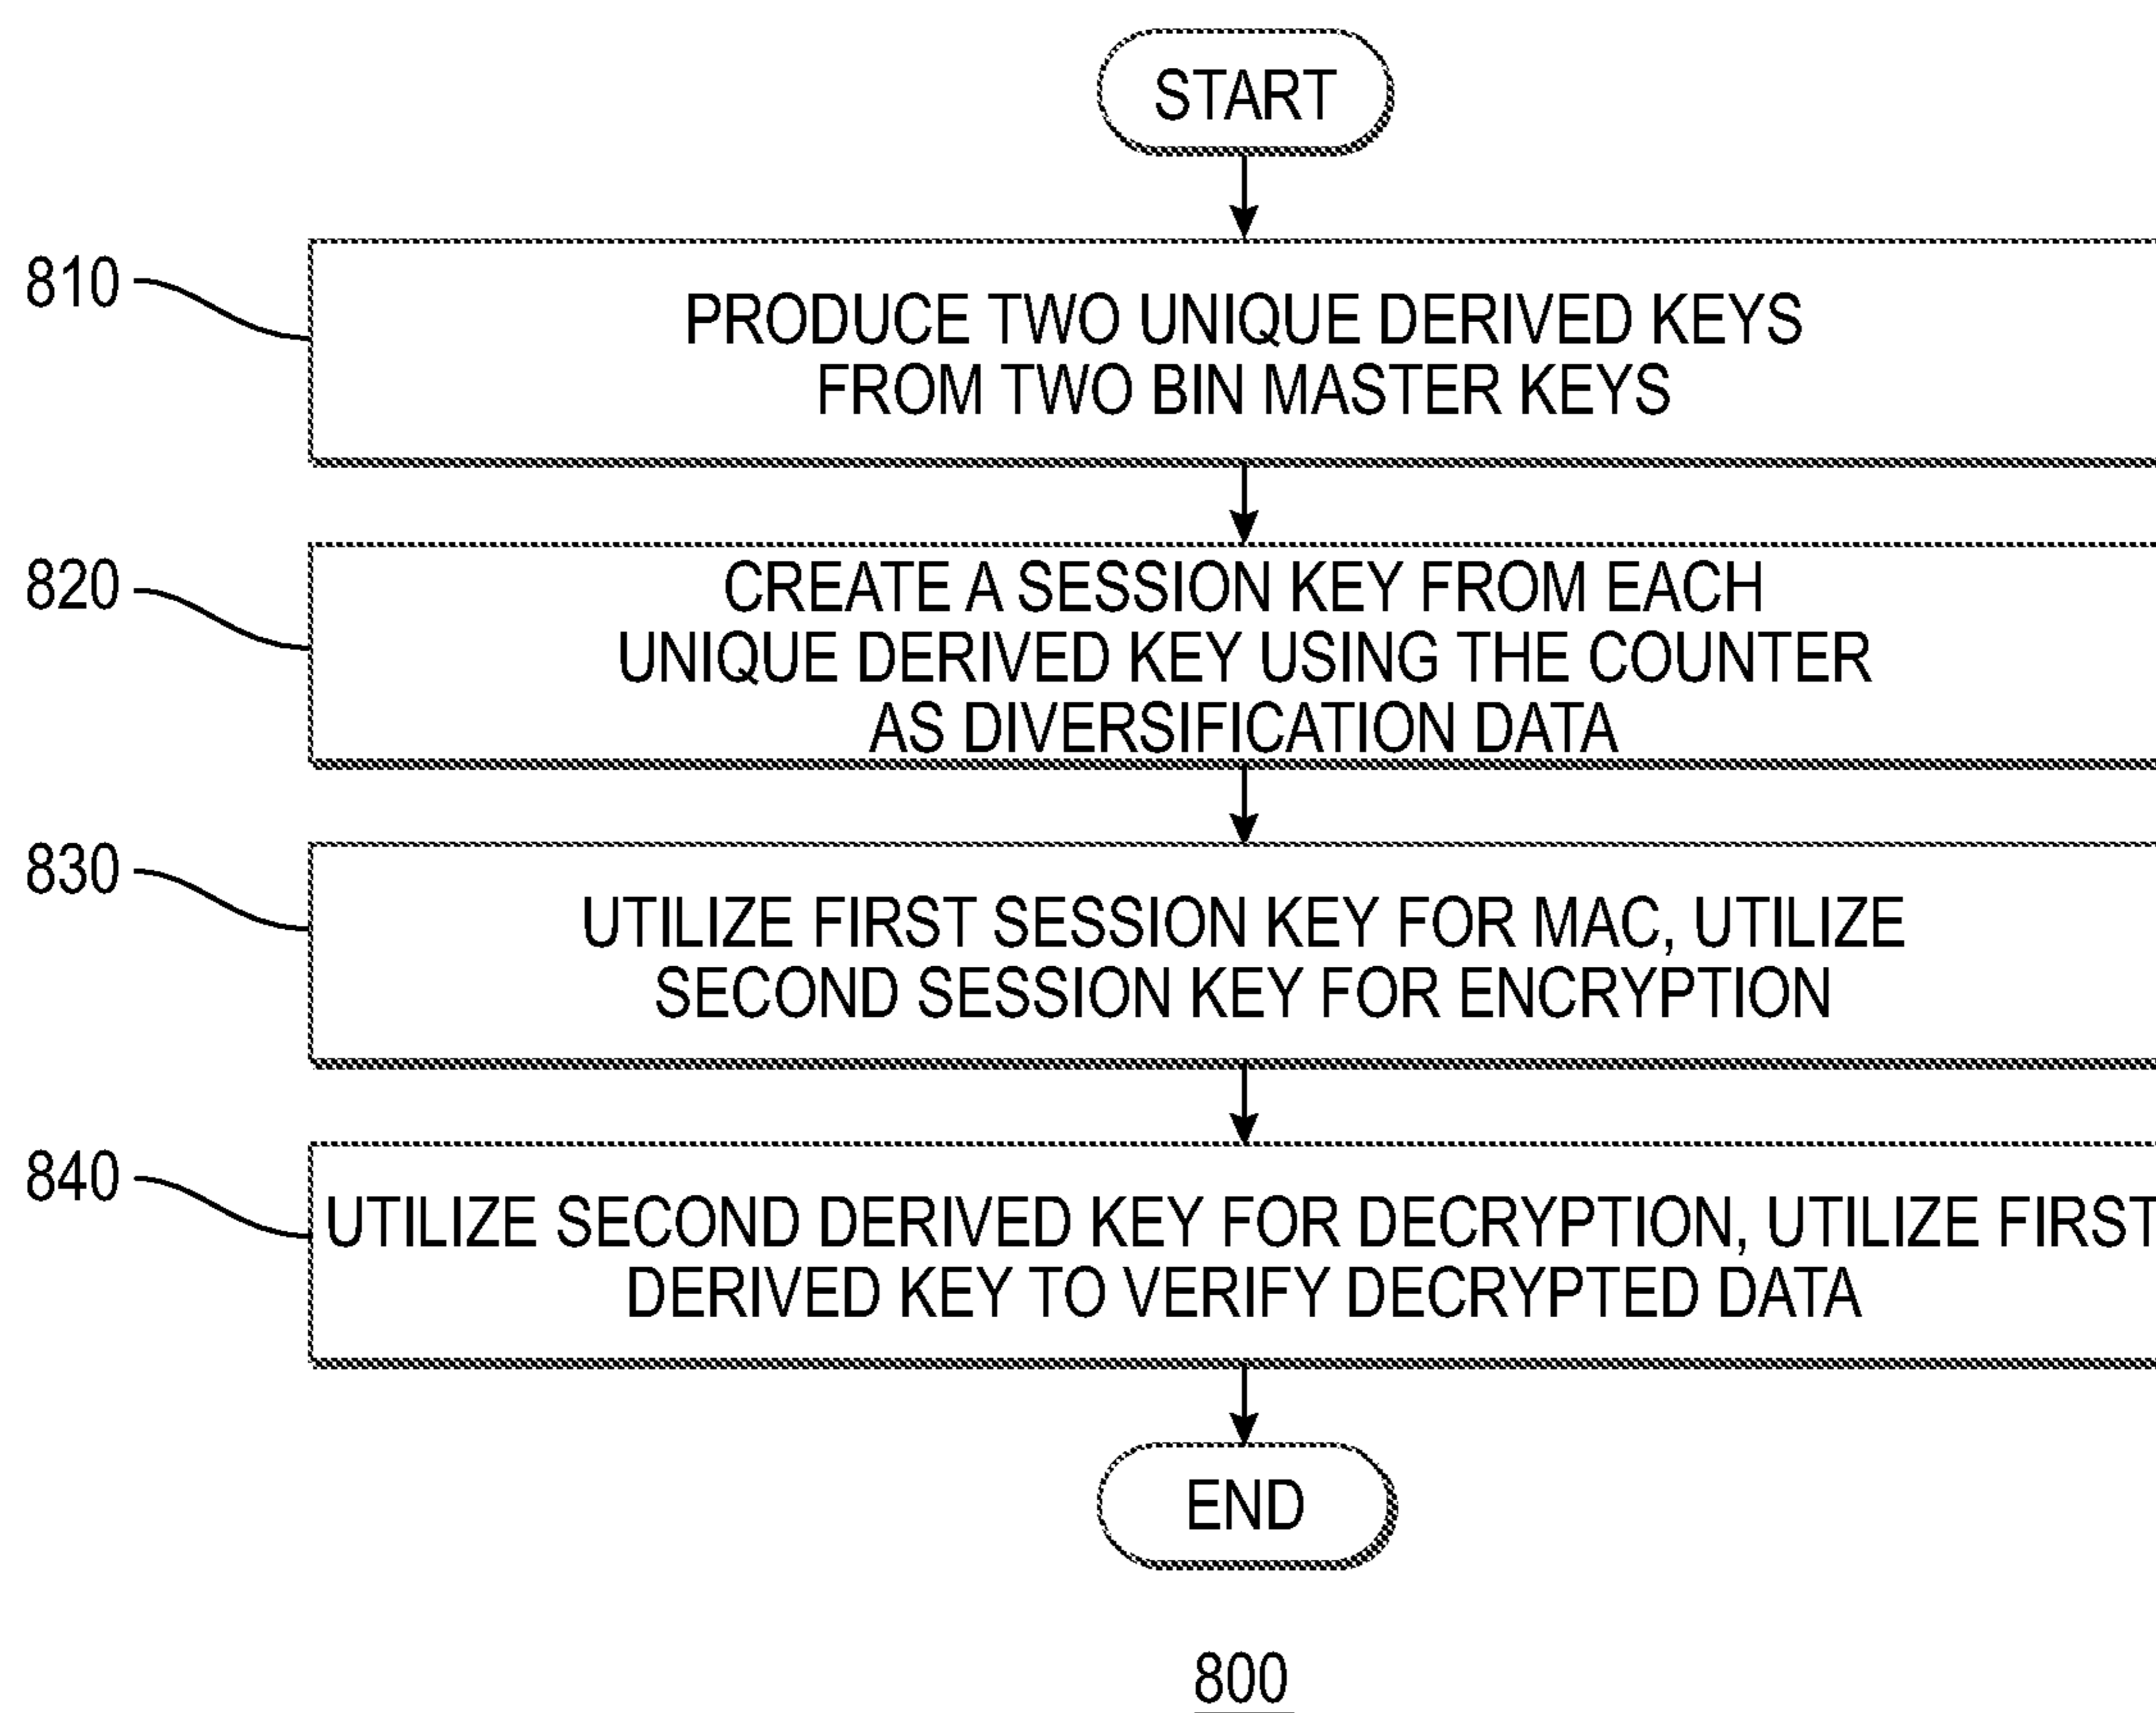 START
810
PRODUCE TWO UNIQUE DERIVED KEYS
FROM TWO BIN MASTER KEYS
820
CREATE A SESSION KEY FROM EACH
UNIQUE DERIVED KEY USING THE COUNTER
AS DIVERSIFICATION DATA
830
UTILIZE FIRST SESSION KEY FOR MAC, UTILIZE
SECOND SESSION KEY FOR ENCRYPTION
840
UTILIZE SECOND DERIVED KEY FOR DECRYPTION, UTILIZE FIRST
DERIVED KEY TO VERIFY DECRYPTED DATA
END
800